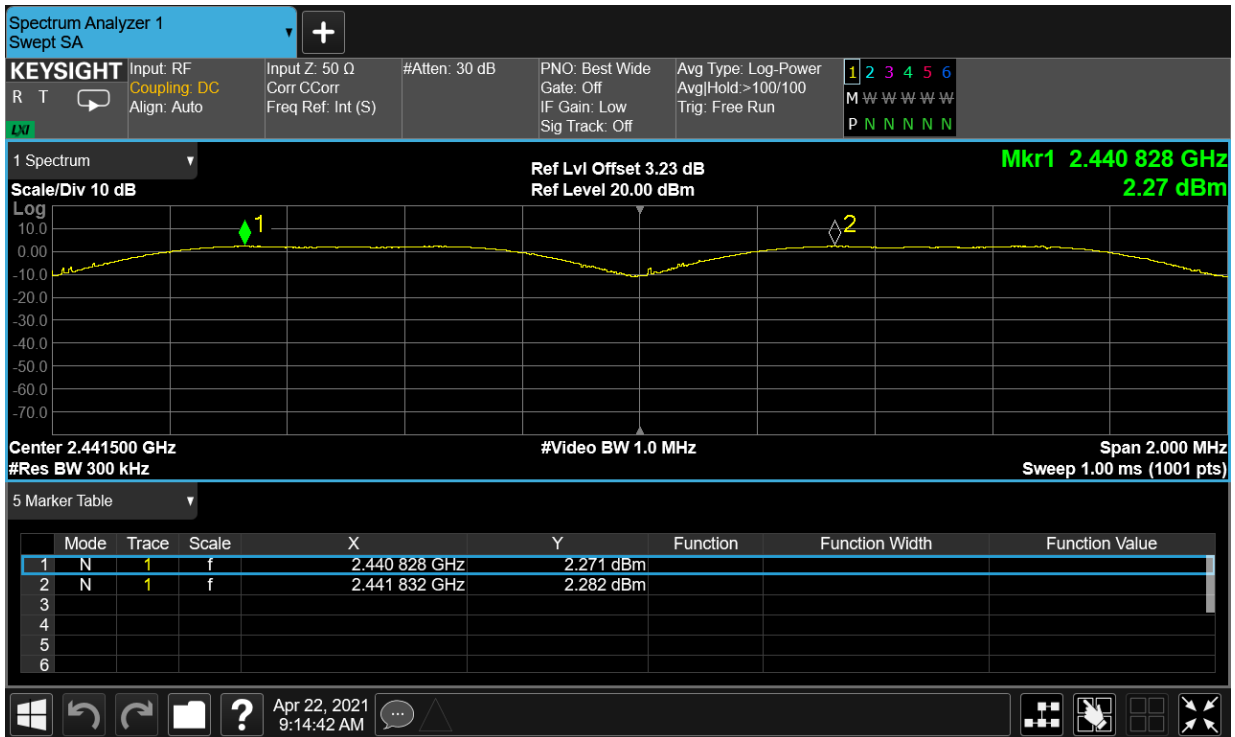 Spectrum Analyzer 1
Swept SA
KEYSIGHT
R T
LXI
Input: RF
Coupling: DC
Align: Auto
Input Z: 50 Ω
Corr CCorr
Freq Ref: Int (S)
#Atten: 30 dB
PNO: Best Wide
Gate: Off
IF Gain: Low
Sig Track: Off
Avg Type: Log-Power
Avg|Hold:>100/100
Trig: Free Run
1 2 3 4 5 6
M W W W W W
P N N N N N
1 Spectrum
Scale/Div 10 dB
Ref Lvl Offset 3.23 dB
Ref Level 20.00 dBm
Mkr1 2.440 828 GHz
2.27 dBm
Log
10.0
0.00
-10.0
-20.0
-30.0
-40.0
-50.0
-60.0
-70.0
1
2
Center 2.441500 GHz
#Res BW 300 kHz
#Video BW 1.0 MHz
Span 2.000 MHz
Sweep 1.00 ms (1001 pts)
5 Marker Table
Mode Trace Scale X Y Function Function Width Function Value
1 N 1 f 2.440 828 GHz 2.271 dBm
2 N 1 f 2.441 832 GHz 2.282 dBm
3
4
5
6
?
Apr 22, 2021
9:14:42 AM